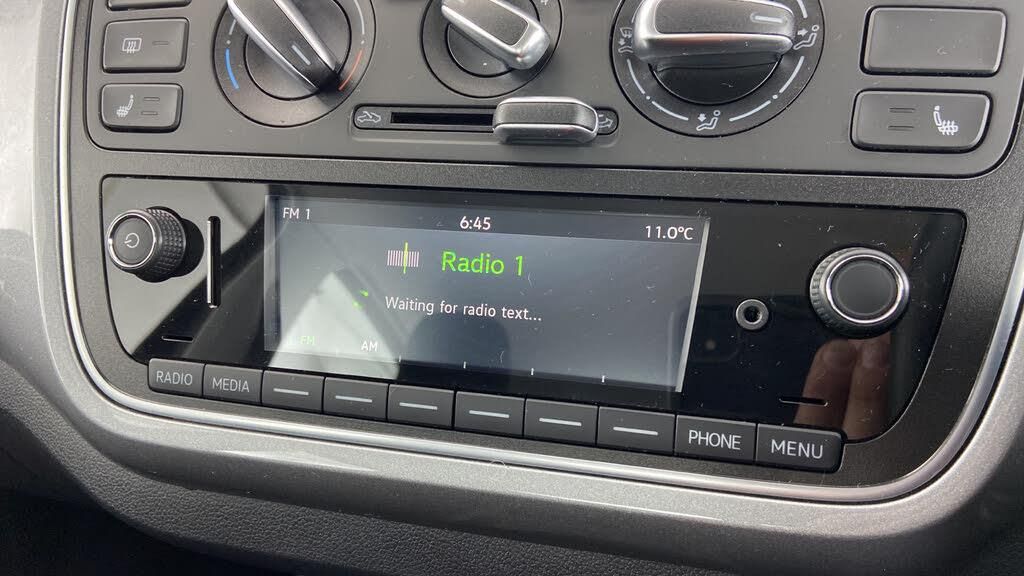 FM 1
6:45
11.0°C
Radio 1
Waiting for radio text...
FM
AM
RADIO
MEDIA
PHONE
MENU